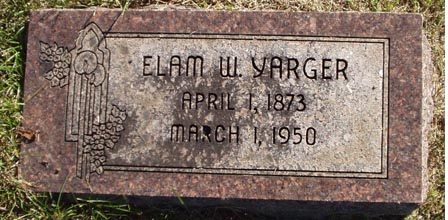 ELAM W. YARGER
APRIL 1, 1873
MARCH 1, 1950